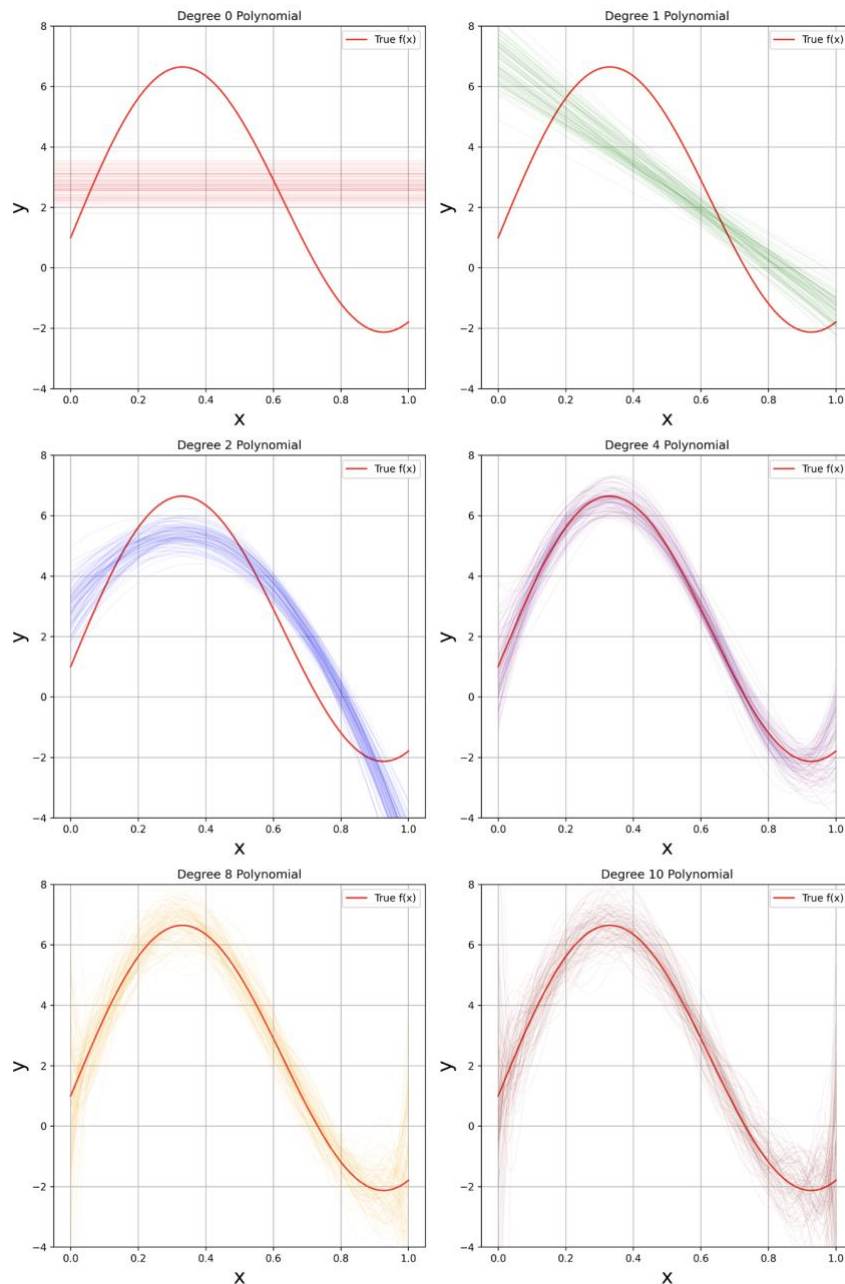 Degree 0 Polynomial
True f(x)
y
8
6
4
2
0
−2
−4
0.0 0.2 0.4 0.6 0.8 1.0
x
Degree 1 Polynomial
True f(x)
y
8
6
4
2
0
−2
−4
0.0 0.2 0.4 0.6 0.8 1.0
x
Degree 2 Polynomial
True f(x)
y
8
6
4
2
0
−2
−4
0.0 0.2 0.4 0.6 0.8 1.0
x
Degree 4 Polynomial
True f(x)
y
8
6
4
2
0
−2
−4
0.0 0.2 0.4 0.6 0.8 1.0
x
Degree 8 Polynomial
True f(x)
y
8
6
4
2
0
−2
−4
0.0 0.2 0.4 0.6 0.8 1.0
x
Degree 10 Polynomial
True f(x)
y
8
6
4
2
0
−2
−4
0.0 0.2 0.4 0.6 0.8 1.0
x